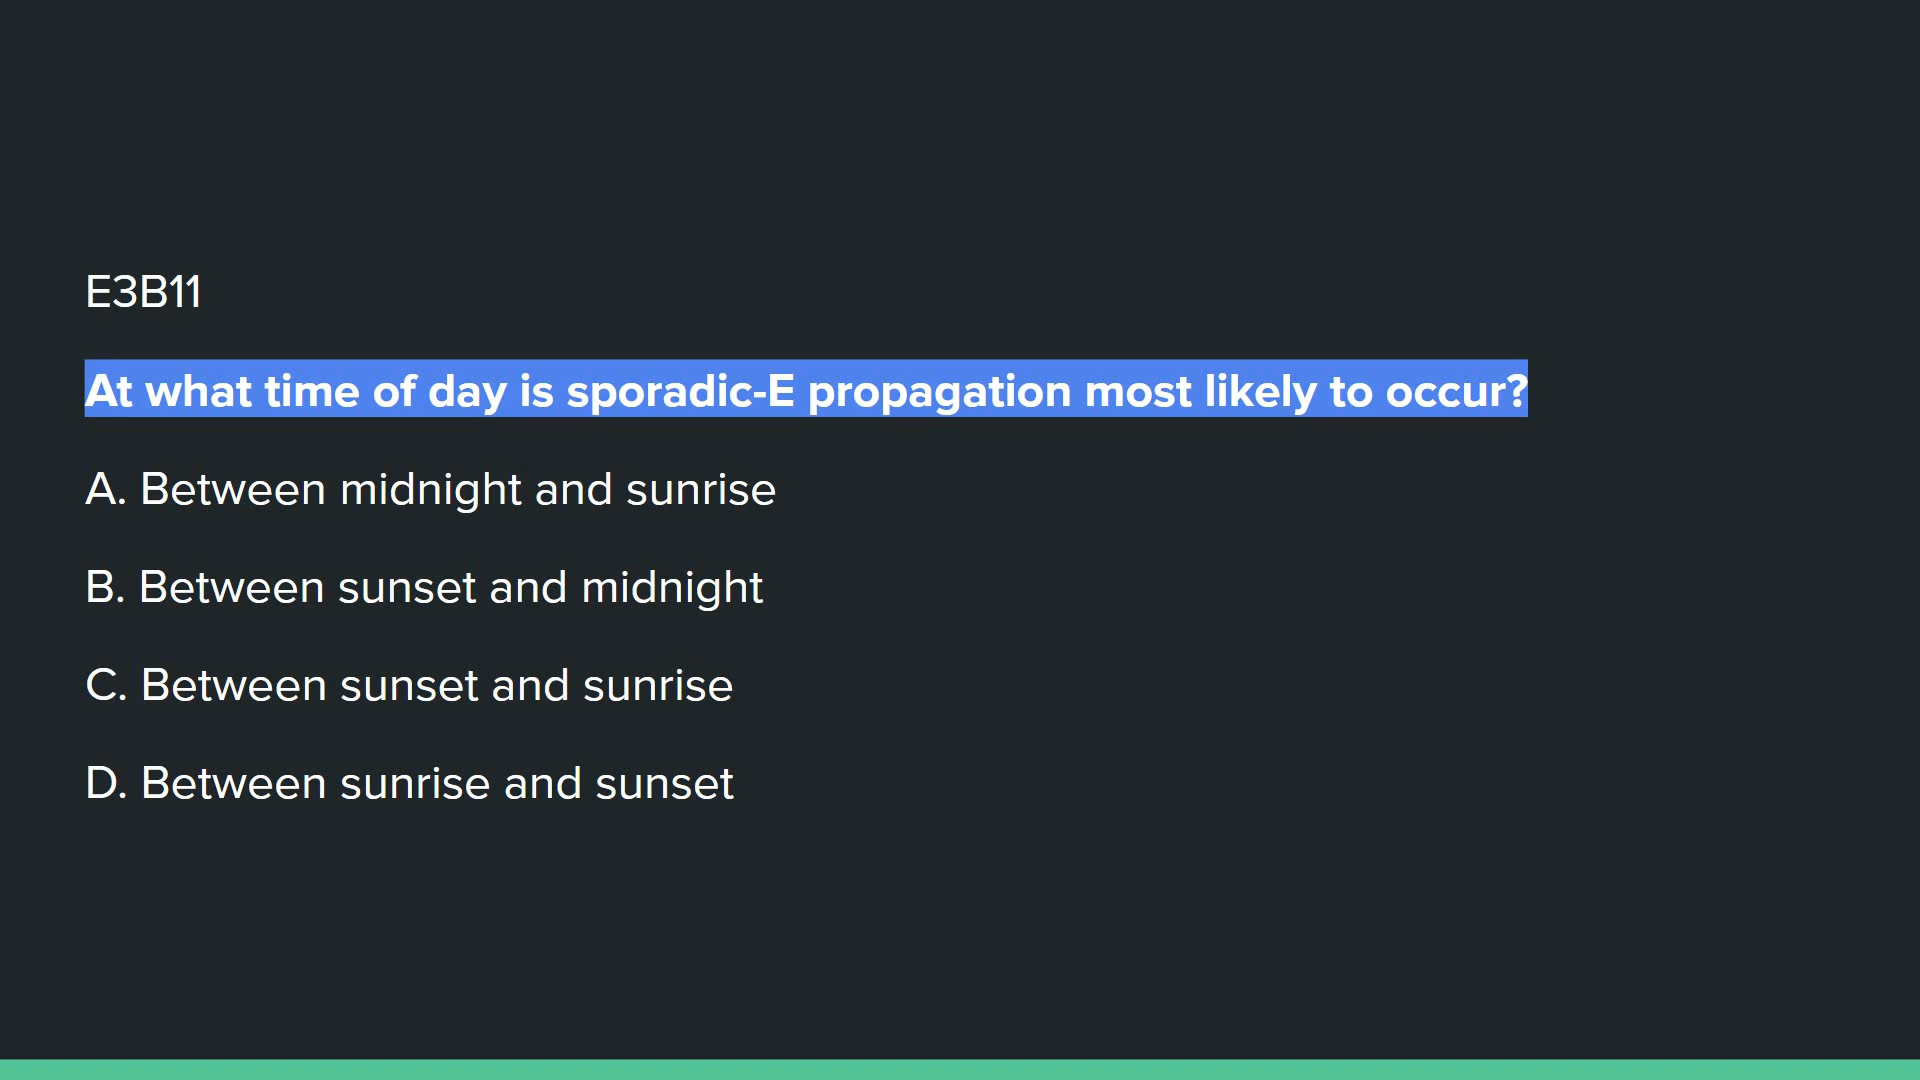 E3B11
At what time of day is sporadic-E propagation most likely to occur?
A. Between midnight and sunrise
B. Between sunset and midnight
C. Between sunset and sunrise
D. Between sunrise and sunset